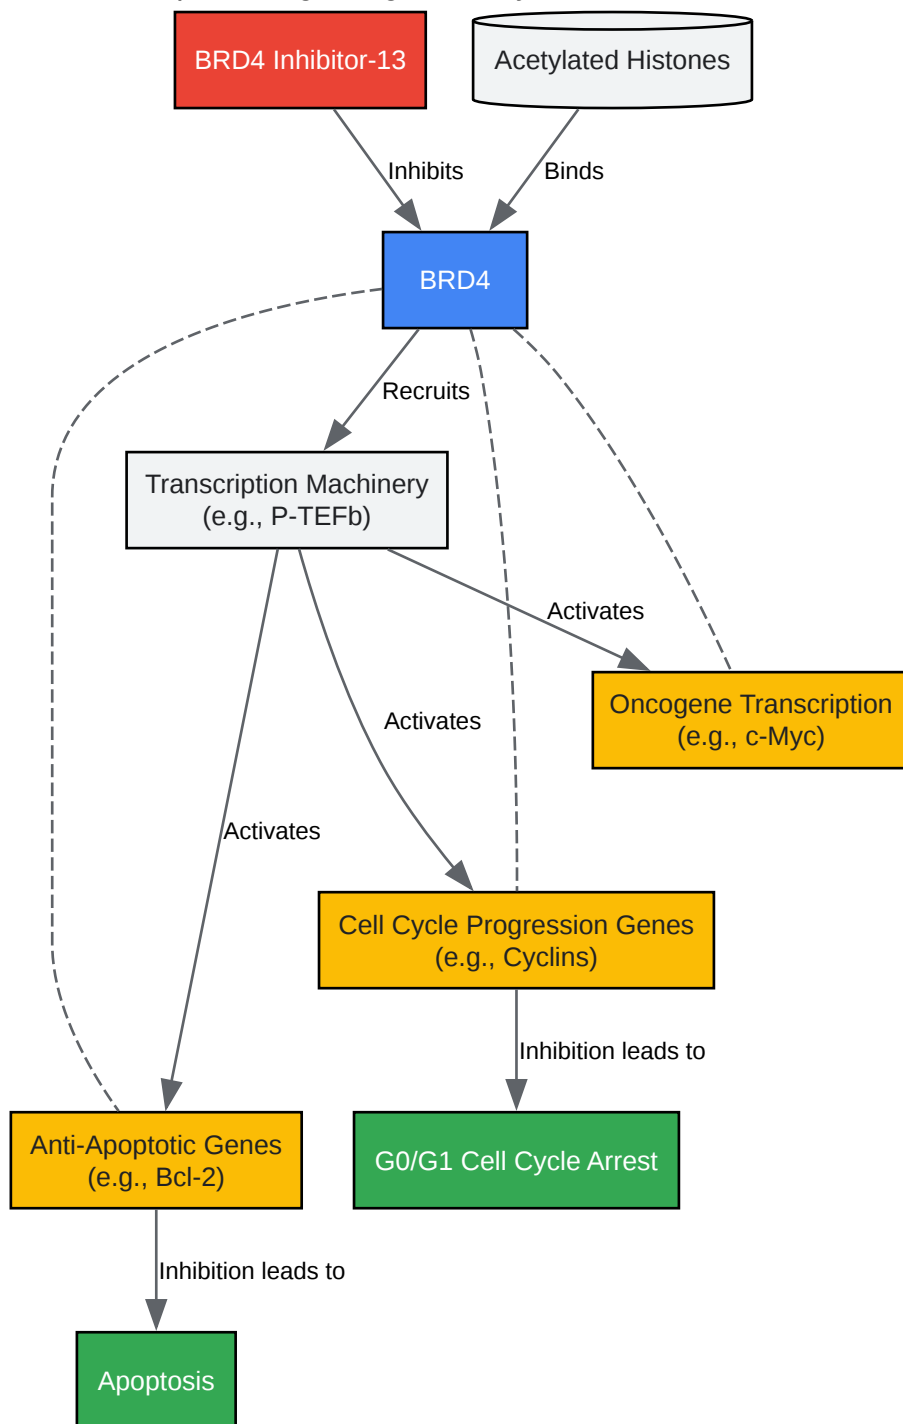 BRD4 Inhibitor-13
Acetylated Histones
Inhibits
Binds
BRD4
Recruits
Transcription Machinery
(e.g., P-TEFb)
Activates
Oncogene Transcription
(e.g., c-Myc)
Activates
Activates
Cell Cycle Progression Genes
(e.g., Cyclins)
Inhibition leads to
Anti-Apoptotic Genes
(e.g., Bcl-2)
G0/G1 Cell Cycle Arrest
Inhibition leads to
Apoptosis